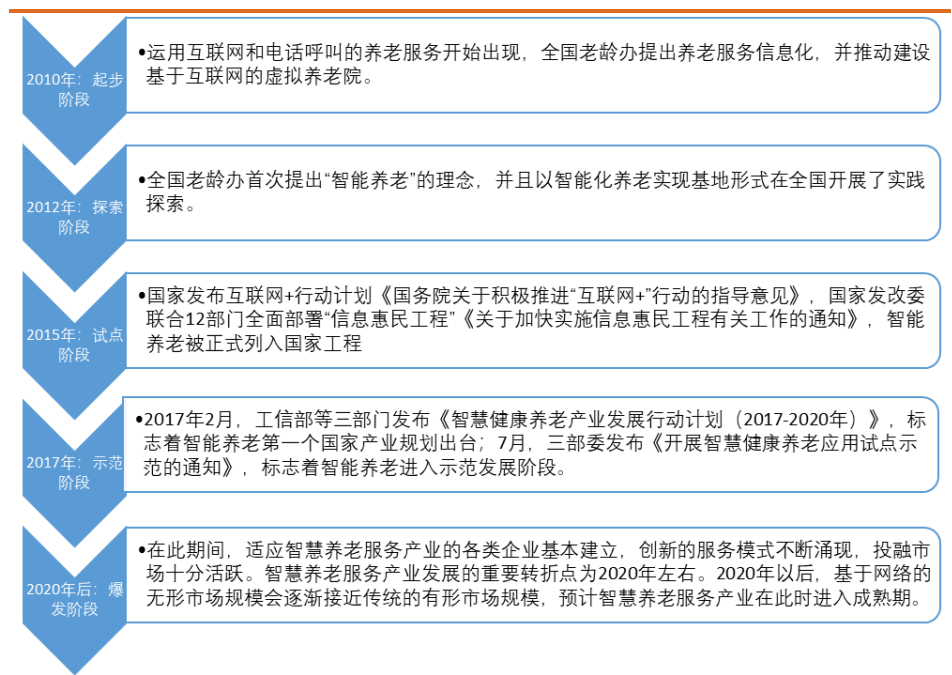 2010年：起步
阶段
•运用互联网和电话呼叫的养老服务开始出现，全国老龄办提出养老服务信息化，并推动建设
基于互联网的虚拟养老院。
2012年：探索
阶段
•全国老龄办首次提出“智能养老”的理念，并且以智能化养老实现基地形式在全国开展了实践
探索。
2015年：试点
阶段
•国家发布互联网+行动计划《国务院关于积极推进“互联网+”行动的指导意见》，国家发改委
联合12部门全面部署“信息惠民工程”《关于加快实施信息惠民工程有关工作的通知》，智能
养老被正式列入国家工程
2017年：示范
阶段
•2017年2月，工信部等三部门发布《智慧健康养老产业发展行动计划（2017-2020年）》，标
志着智能养老第一个国家产业规划出台；7月，三部委发布《开展智慧健康养老应用试点示
范的通知》，标志着智能养老进入示范发展阶段。
2020年后：爆
发阶段
•在此期间，适应智慧养老服务产业的各类企业基本建立，创新的服务模式不断涌现，投融市
场十分活跃。智慧养老服务产业发展的重要转折点为2020年左右。2020年以后，基于网络的
无形市场规模会逐渐接近传统的有形市场规模，预计智慧养老服务产业在此时进入成熟期。